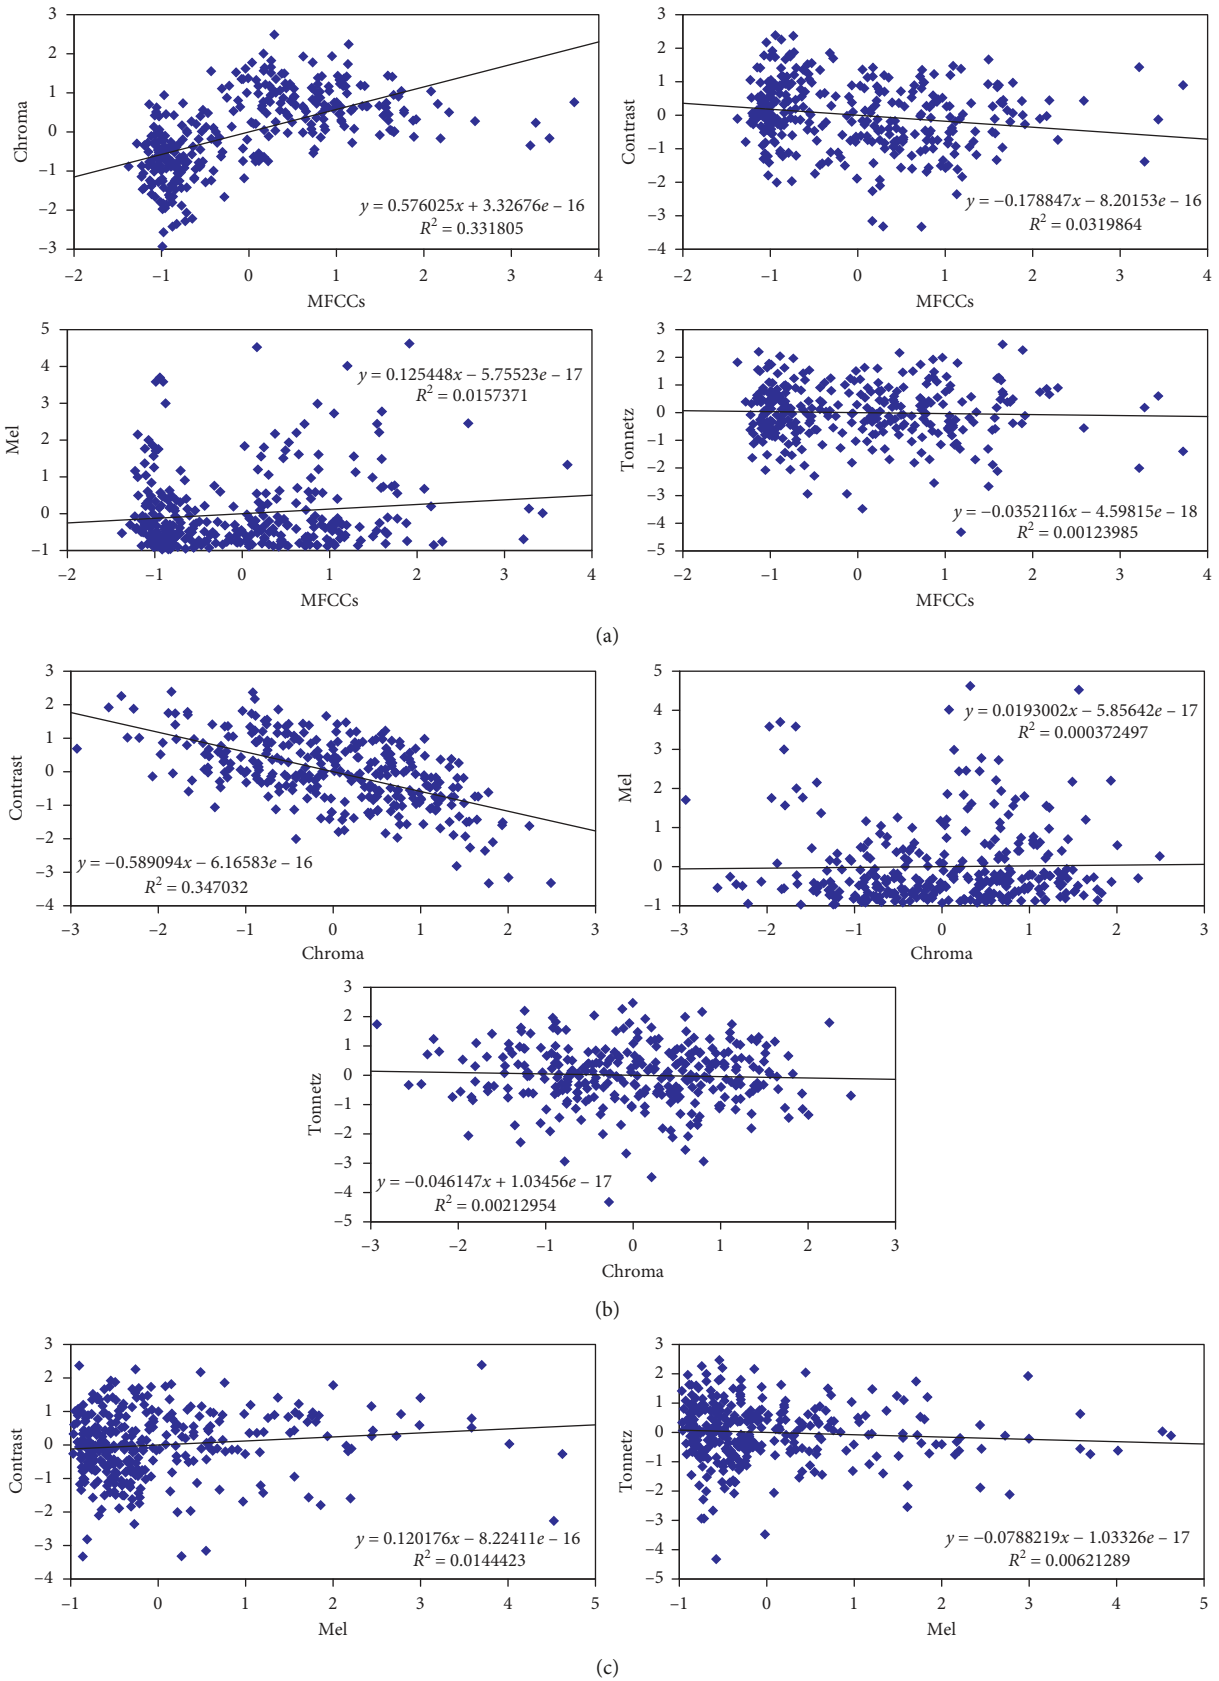 3
2
1
0
−1
−2
−3
Chroma
y = 0.576025x + 3.32676e – 16
R² = 0.331805
−2 −1 0 1 2 3 4
MFCCs
3
2
1
0
−1
−2
−3
−4
Contrast
y = −0.178847x – 8.20153e – 16
R² = 0.0319864
−2 −1 0 1 2 3 4
MFCCs
5
4
3
2
1
0
−1
Mel
y = 0.125448x – 5.75523e – 17
R² = 0.0157371
−2 −1 0 1 2 3 4
MFCCs
3
2
1
0
−1
−2
−3
−4
−5
Tonnetz
y = −0.0352116x – 4.59815e – 18
R² = 0.00123985
−2 −1 0 1 2 3 4
MFCCs
(a)
3
2
1
0
−1
−2
−3
−4
Contrast
y = −0.589094x – 6.16583e – 16
R² = 0.347032
−3 −2 −1 0 1 2 3
Chroma
5
4
3
2
1
0
−1
Mel
y = 0.0193002x – 5.85642e – 17
R² = 0.000372497
−3 −2 −1 0 1 2 3
Chroma
3
2
1
0
−1
−2
−3
−4
−5
Tonnetz
y = −0.046147x + 1.03456e – 17
R² = 0.00212954
−3 −2 −1 0 1 2 3
Chroma
(b)
3
2
1
0
−1
−2
−3
−4
Contrast
y = 0.120176x – 8.22411e – 16
R² = 0.0144423
−1 0 1 2 3 4 5
Mel
3
2
1
0
−1
−2
−3
−4
−5
Tonnetz
y = −0.0788219x – 1.03326e – 17
R² = 0.00621289
−1 0 1 2 3 4 5
Mel
(c)